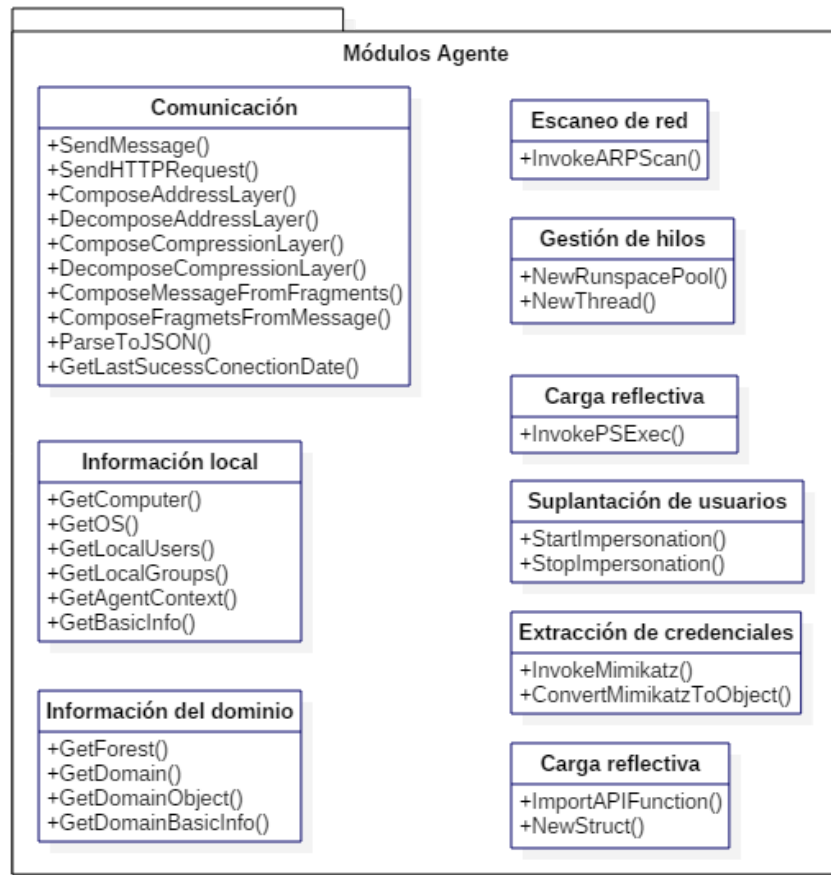 Módulos Agente
Comunicación
+SendMessage()
+SendHTTPRequest()
+ComposeAddressLayer()
+DecomposeAddressLayer()
+ComposeCompressionLayer()
+DecomposeCompressionLayer()
+ComposeMessageFromFragments()
+ComposeFragmetsFromMessage()
+ParseToJSON()
+GetLastSucessConectionDate()
Información local
+GetComputer()
+GetOS()
+GetLocalUsers()
+GetLocalGroups()
+GetAgentContext()
+GetBasicInfo()
Información del dominio
+GetForest()
+GetDomain()
+GetDomainObject()
+GetDomainBasicInfo()
Escaneo de red
+InvokeARPScan()
Gestión de hilos
+NewRunspacePool()
+NewThread()
Carga reflectiva
+InvokePSExec()
Suplantación de usuarios
+StartImpersonation()
+StopImpersonation()
Extracción de credenciales
+InvokeMimikatz()
+ConvertMimikatzToObject()
Carga reflectiva
+ImportAPIFunction()
+NewStruct()